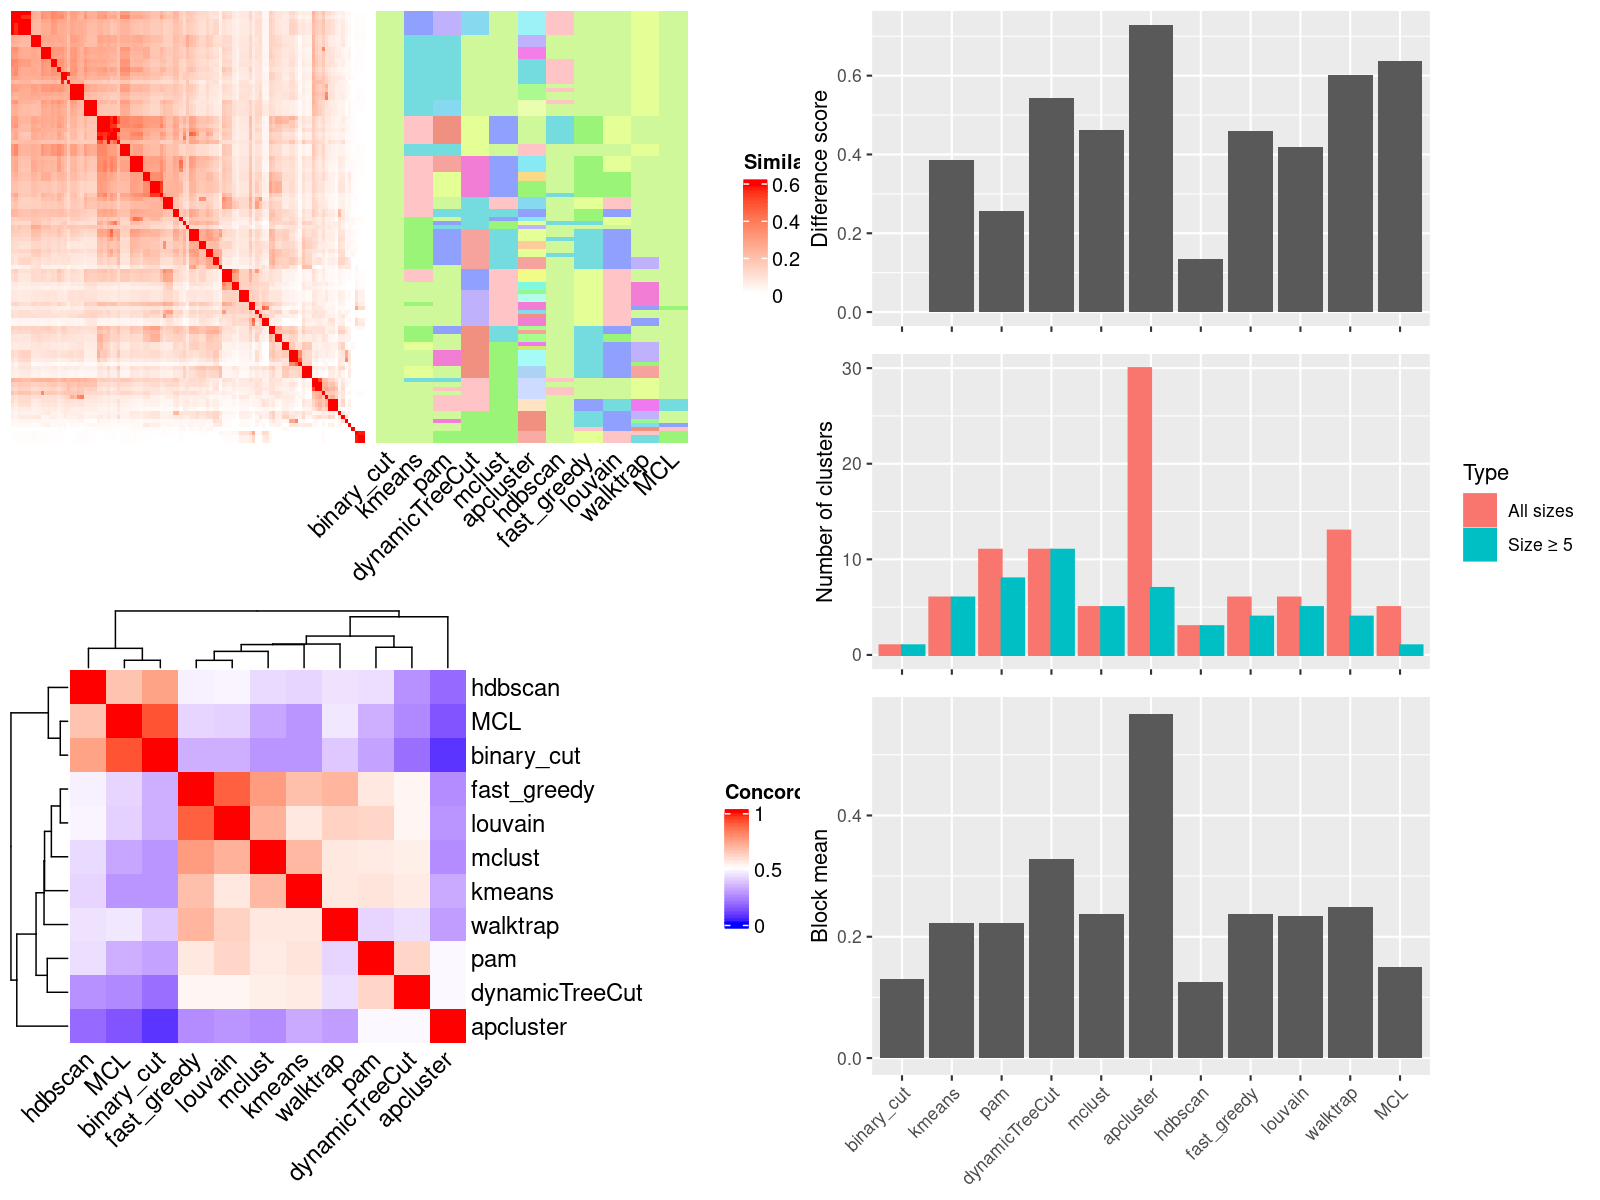 Simila
0.6
0.4
0.2
0
binary_cut
kmeans
pam
dynamicTreeCut
mclust
apcluster
hdbscan
fast_greedy
louvain
walktrap
MCL
Difference score
0.6
0.4
0.2
0.0
Number of clusters
30
20
10
0
Type
All sizes
Size ≥ 5
hdbscan
MCL
binary_cut
fast_greedy
louvain
mclust
kmeans
walktrap
pam
dynamicTreeCut
apcluster
hdbscan
MCL
binary_cut
fast_greedy
louvain
mclust
kmeans
walktrap
pam
dynamicTreeCut
apcluster
Concord
1
0.5
0
Block mean
0.4
0.2
0.0
binary_cut
kmeans
pam
dynamicTreeCut
mclust
apcluster
hdbscan
fast_greedy
louvain
walktrap
MCL